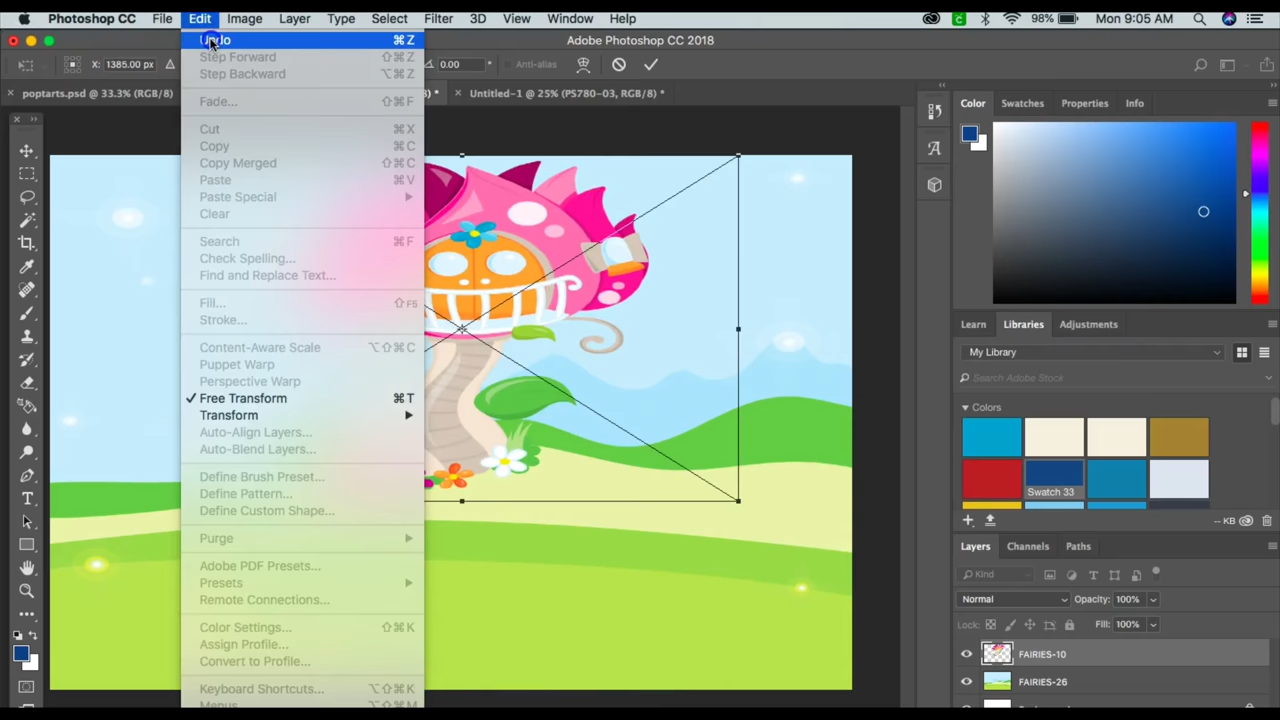 Photoshop CC File Edit Image Layer Type Select Filter 3D View Window Help 98% Mon 9:05 AM
Adobe Photoshop CC 2018
X: 1385.00 px 0.00 ° Anti-alias
× poptarts.psd @ 33.3% (RGB/8) 8) * × Untitled-1 @ 25% (PS780-03, RGB/8) *
Undo ⌘Z
Step Forward ⇧⌘Z
Step Backward ⌥⌘Z
Fade... ⇧⌘F
Cut ⌘X
Copy ⌘C
Copy Merged ⇧⌘C
Paste ⌘V
Paste Special
Clear
Search ⌘F
Check Spelling...
Find and Replace Text...
Fill... ⇧F5
Stroke...
Content-Aware Scale ⌥⇧⌘C
Puppet Warp
Perspective Warp
✓ Free Transform ⌘T
Transform
Auto-Align Layers...
Auto-Blend Layers...
Define Brush Preset...
Define Pattern...
Define Custom Shape...
Purge
Adobe PDF Presets...
Presets
Remote Connections...
Color Settings... ⇧⌘K
Assign Profile...
Convert to Profile...
Keyboard Shortcuts... ⌥⇧⌘K
Menus... ⌥⇧⌘M
Color Swatches Properties Info
Learn Libraries Adjustments
My Library
Search Adobe Stock
Colors
Swatch 33
-- KB
Layers Channels Paths
Kind
Normal Opacity: 100%
Lock: Fill: 100%
FAIRIES-10
FAIRIES-26